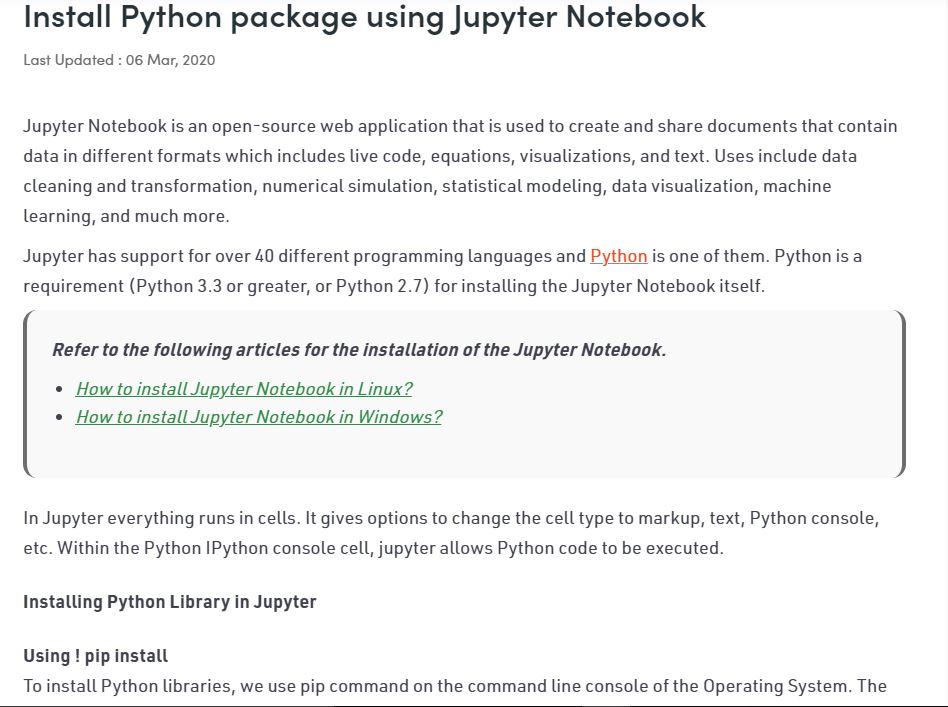 Install Python package using Jupyter Notebook
Last Updated : 06 Mar, 2020
Jupyter Notebook is an open-source web application that is used to create and share documents that contain
data in different formats which includes live code, equations, visualizations, and text. Uses include data
cleaning and transformation, numerical simulation, statistical modeling, data visualization, machine
learning, and much more.
Jupyter has support for over 40 different programming languages and Python is one of them. Python is a
requirement (Python 3.3 or greater, or Python 2.7) for installing the Jupyter Notebook itself.
Refer to the following articles for the installation of the Jupyter Notebook.
• How to install Jupyter Notebook in Linux?
• How to install Jupyter Notebook in Windows?
In Jupyter everything runs in cells. It gives options to change the cell type to markup, text, Python console,
etc. Within the Python IPython console cell, jupyter allows Python code to be executed.
Installing Python Library in Jupyter
Using ! pip install
To install Python libraries, we use pip command on the command line console of the Operating System. The